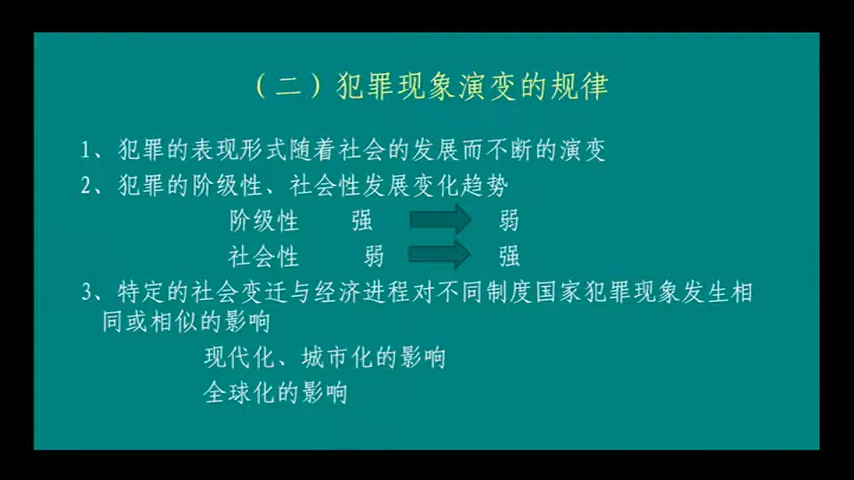 （二）犯罪现象演变的规律
1、犯罪的表现形式随着社会的发展而不断的演变
2、犯罪的阶级性、社会性发展变化趋势
阶级性 强 弱
社会性 弱 强
3、特定的社会变迁与经济进程对不同制度国家犯罪现象发生相
同或相似的影响
现代化、城市化的影响
全球化的影响